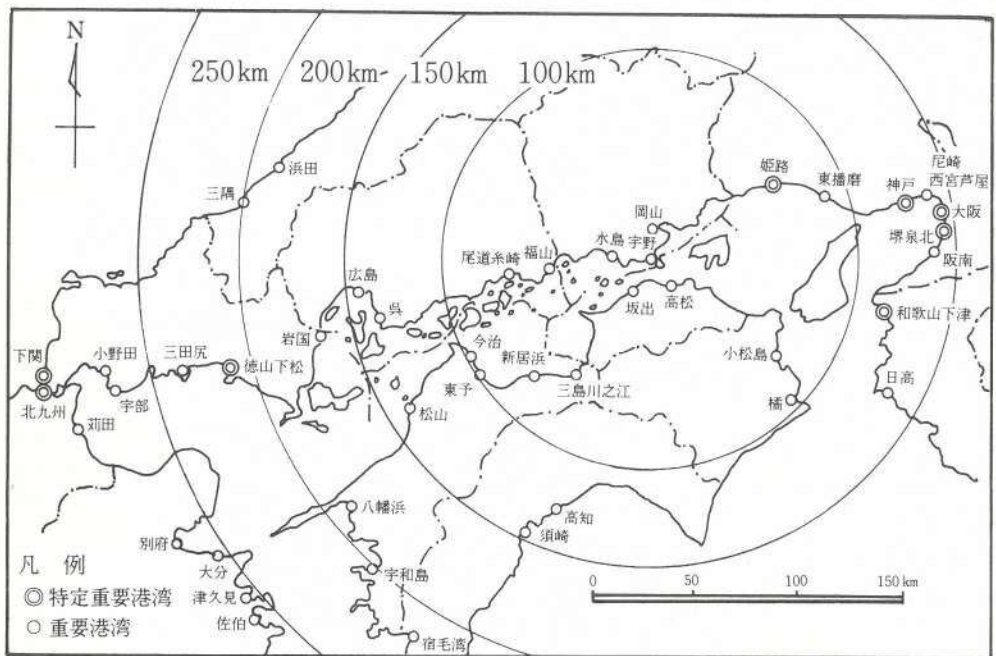 N
250km
200km
150km
100km
浜田
三隅
姫路
東播磨
神戸
尼崎
西宮芦屋
大阪
堺泉北
阪南
岡山
水島
宇野
福山
尾道糸崎
坂出
高松
和歌山下津
広島
呉
岩国
今治
新居浜
小松島
日高
下関
小野田
三田尻
徳山下松
東予
三島川之江
橘
北九州
宇部
松山
苅田
八幡浜
高知
須崎
別府
大分
宇和島
津久見
佐伯
宿毛湾
凡 例
◎特定重要港湾
○重要港湾
0 50 100 150km